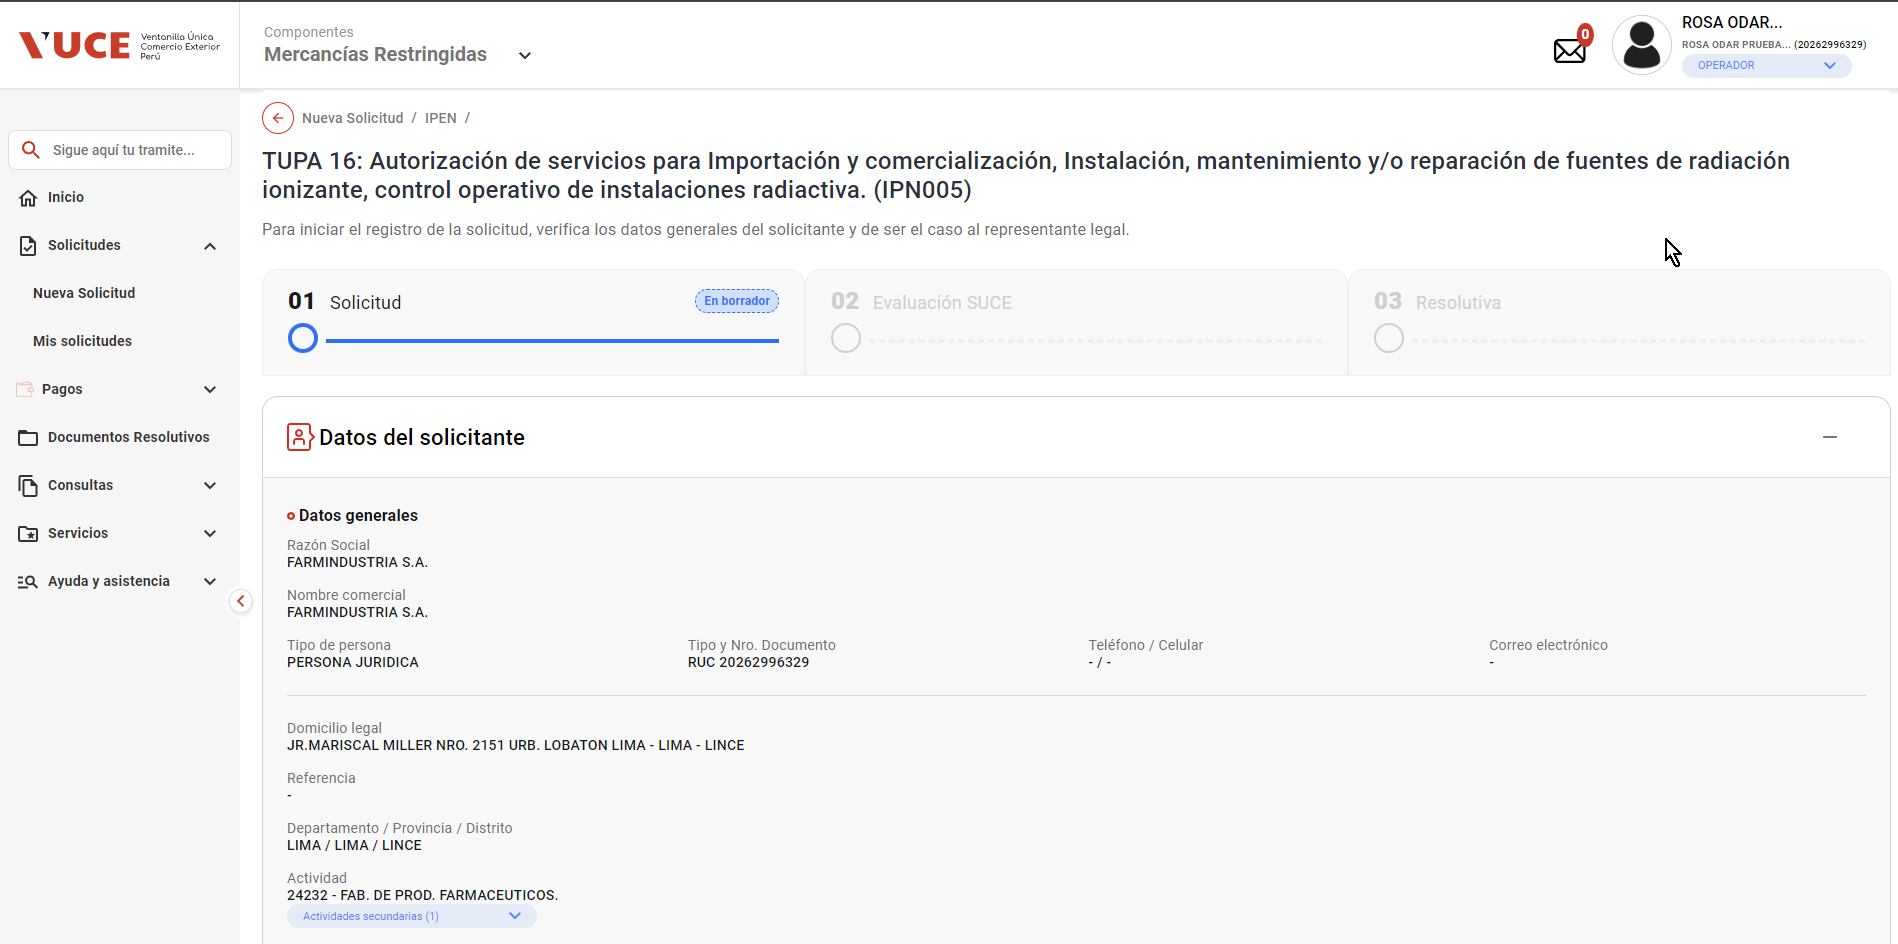 VUCE
Ventanilla Única
Comercio Exterior
Perú
Componentes
Mercancías Restringidas
0
ROSA ODAR...
ROSA ODAR PRUEBA... (20262996329)
OPERADOR
Sigue aquí tu tramite...
Inicio
Solicitudes
Nueva Solicitud
Mis solicitudes
Pagos
Documentos Resolutivos
Consultas
Servicios
Ayuda y asistencia
Nueva Solicitud / IPEN /
TUPA 16: Autorización de servicios para Importación y comercialización, Instalación, mantenimiento y/o reparación de fuentes de radiación
ionizante, control operativo de instalaciones radiactiva. (IPN005)
Para iniciar el registro de la solicitud, verifica los datos generales del solicitante y de ser el caso al representante legal.
01 Solicitud En borrador
02 Evaluación SUCE
03 Resolutiva
Datos del solicitante
Datos generales
Razón Social
FARMINDUSTRIA S.A.
Nombre comercial
FARMINDUSTRIA S.A.
Tipo de persona
PERSONA JURIDICA
Tipo y Nro. Documento
RUC 20262996329
Teléfono / Celular
- / -
Correo electrónico
-
Domicilio legal
JR.MARISCAL MILLER NRO. 2151 URB. LOBATON LIMA - LIMA - LINCE
Referencia
-
Departamento / Provincia / Distrito
LIMA / LIMA / LINCE
Actividad
24232 - FAB. DE PROD. FARMACEUTICOS.
Actividades secundarias (1)